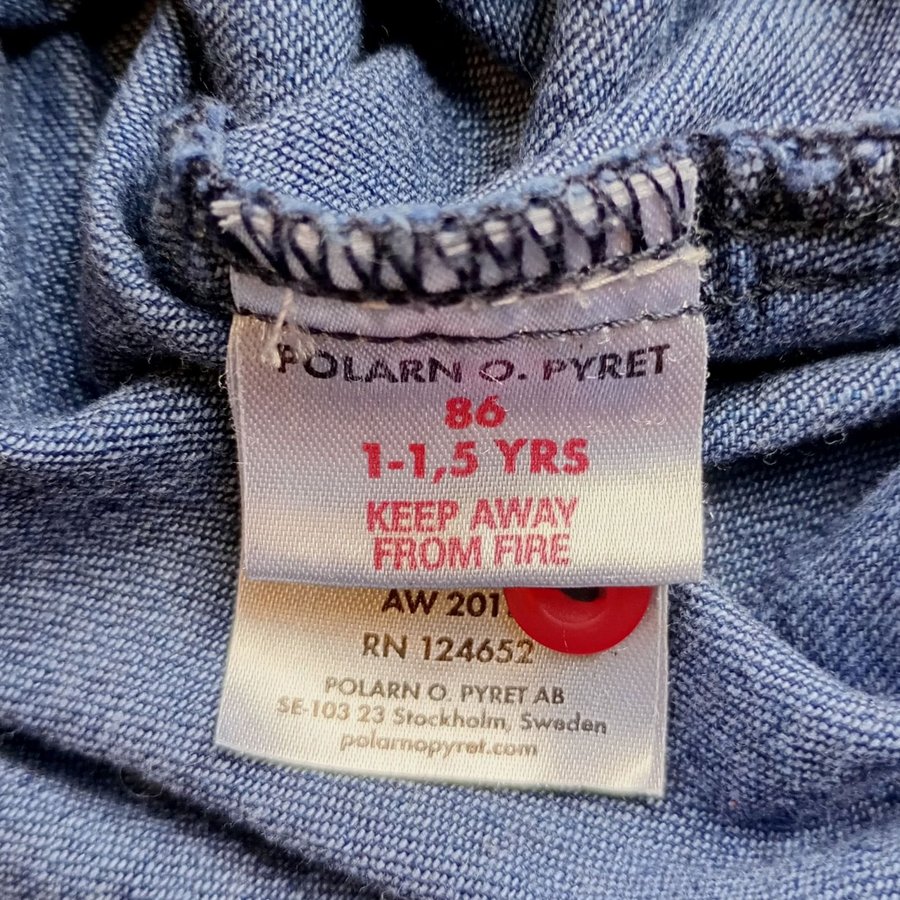 POLARN O. PYRET
86
1-1,5 YRS
KEEP AWAY
FROM FIRE
AW
RN 124652
POLARN O. PYRET AB
SE-103 23 Stockholm, Sweden
polarnopyret.com